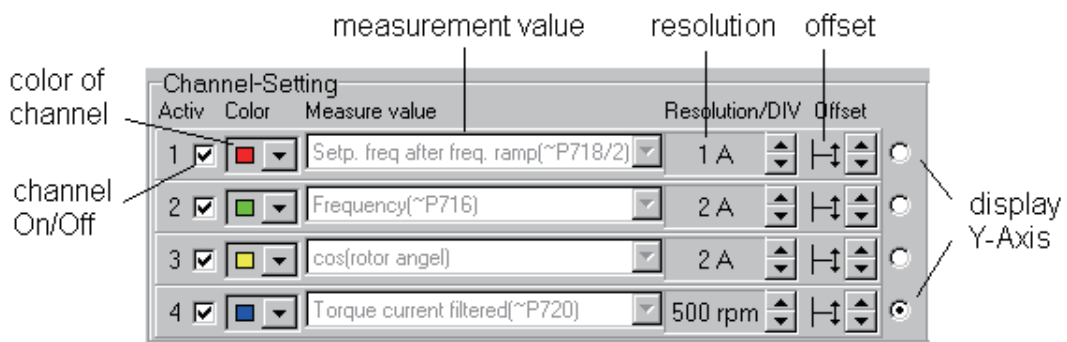 measurement value resolution offset
color of
channel
channel
On/Off
Channel-Setting
Activ Color Measure value Resolution/DIV Offset
1 Setp. freq after freq. ramp(~P718/2) 1 A
2 Frequency(~P716) 2 A
3 cos(rotor angel) 2 A
4 Torque current filtered(~P720) 500 rpm
display
Y-Axis